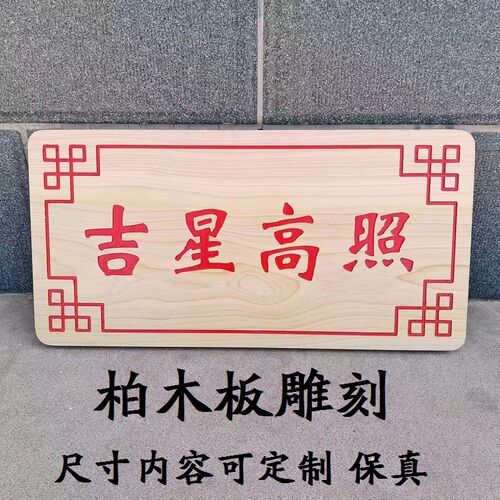 吉星高照
柏木板雕刻
尺寸内容可定制 保真